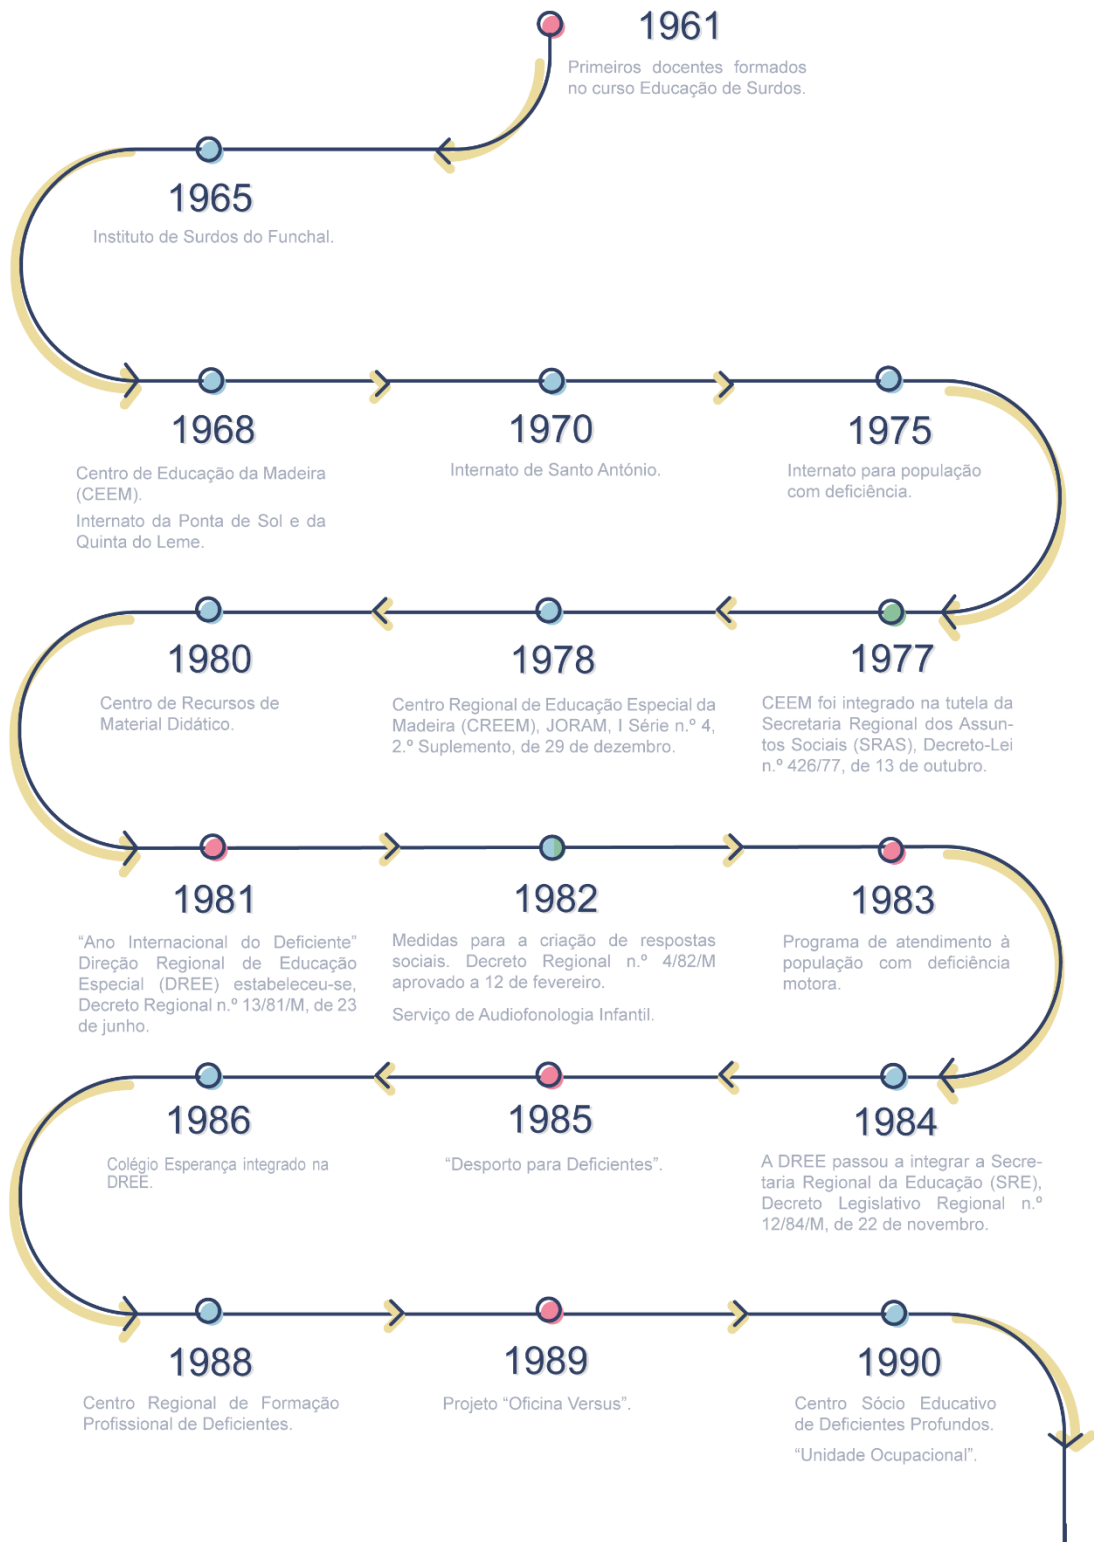 1961
Primeiros docentes formados
no curso Educação de Surdos.
1965
Instituto de Surdos do Funchal.
1968
Centro de Educação da Madeira
(CEEM).
Internato da Ponta de Sol e da
Quinta do Leme.
1970
Internato de Santo António.
1975
Internato para população
com deficiência.
1977
CEEM foi integrado na tutela da
Secretaria Regional dos Assun-
tos Sociais (SRAS), Decreto-Lei
n.º 426/77, de 13 de outubro.
1978
Centro Regional de Educação Especial da
Madeira (CREEM), JORAM, I Série n.º 4,
2.º Suplemento, de 29 de dezembro.
1980
Centro de Recursos de
Material Didático.
1981
“Ano Internacional do Deficiente”
Direção Regional de Educação
Especial (DREE) estabeleceu-se,
Decreto Regional n.º 13/81/M, de 23
de junho.
1982
Medidas para a criação de respostas
sociais. Decreto Regional n.º 4/82/M
aprovado a 12 de fevereiro.
Serviço de Audiofonologia Infantil.
1983
Programa de atendimento à
população com deficiência
motora.
1984
A DREE passou a integrar a Secre-
taria Regional da Educação (SRE),
Decreto Legislativo Regional n.º
12/84/M, de 22 de novembro.
1985
“Desporto para Deficientes”.
1986
Colégio Esperança integrado na
DREE.
1988
Centro Regional de Formação
Profissional de Deficientes.
1989
Projeto “Oficina Versus”.
1990
Centro Sócio Educativo
de Deficientes Profundos.
“Unidade Ocupacional”.